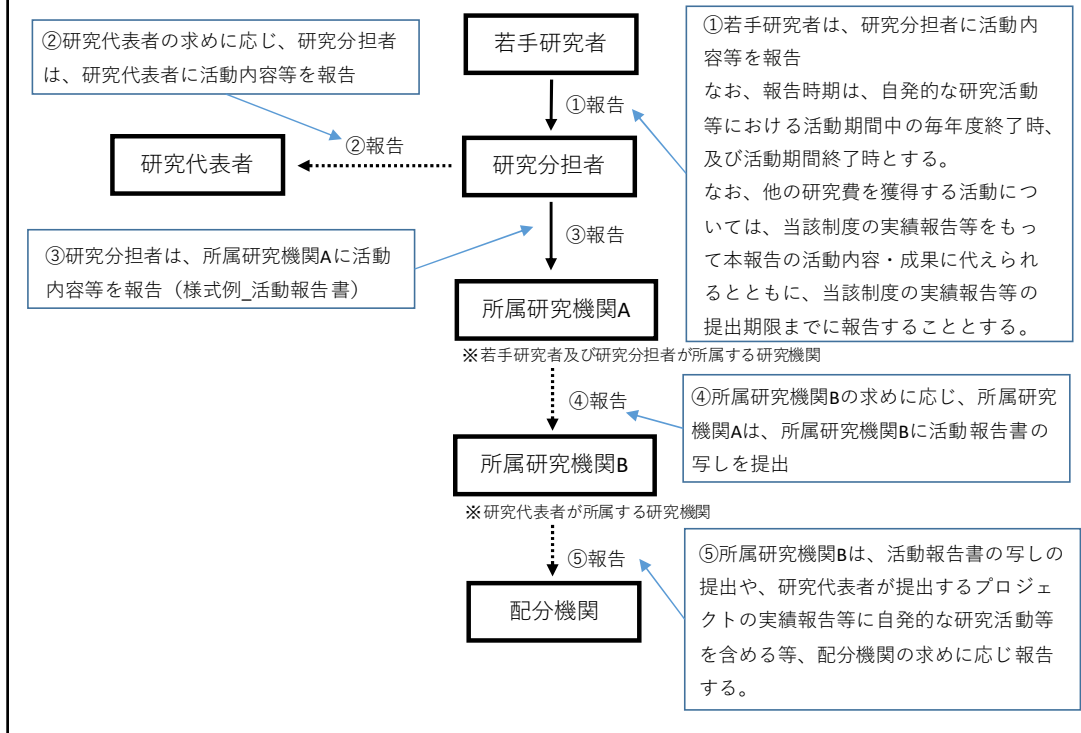 ②研究代表者の求めに応じ、研究分担者
は、研究代表者に活動内容等を報告
若手研究者
①若手研究者は、研究分担者に活動内
容等を報告
なお、報告時期は、自発的な研究活動
等における活動期間中の毎年度終了時、
及び活動期間終了時とする。
なお、他の研究費を獲得する活動につ
いては、当該制度の実績報告等をもっ
て本報告の活動内容・成果に代えられ
るとともに、当該制度の実績報告等の
提出期限までに報告することとする。
①報告
研究代表者
②報告
研究分担者
③研究分担者は、所属研究機関Aに活動
内容等を報告（様式例_活動報告書）
③報告
所属研究機関A
※若手研究者及び研究分担者が所属する研究機関
④報告
④所属研究機関Bの求めに応じ、所属研究
機関Aは、所属研究機関Bに活動報告書の
写しを提出
所属研究機関B
※研究代表者が所属する研究機関
⑤報告
⑤所属研究機関Bは、活動報告書の写しの
提出や、研究代表者が提出するプロジェ
クトの実績報告等に自発的な研究活動等
を含める等、配分機関の求めに応じ報告
する。
配分機関